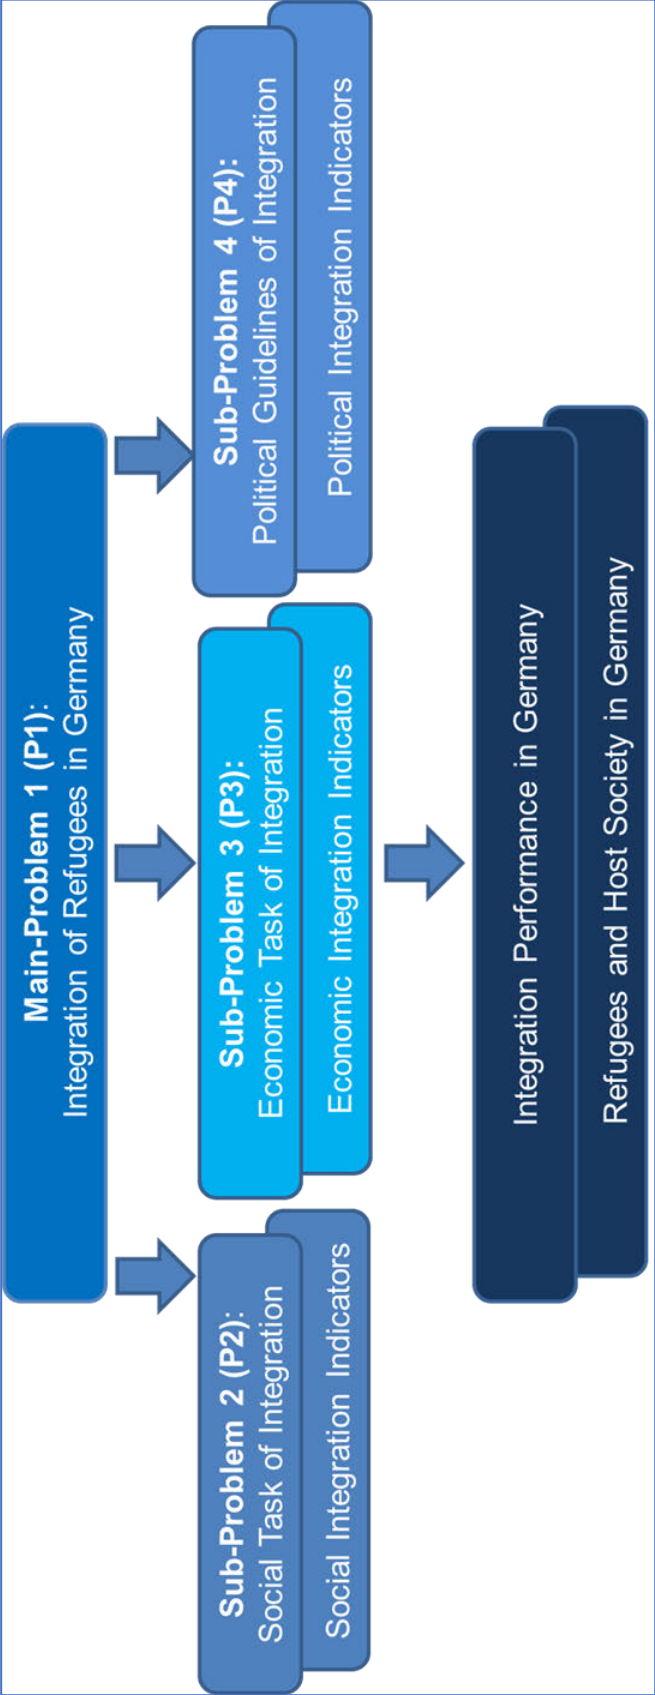 Main-Problem 1 (P1):
Integration of Refugees in Germany
Sub-Problem 2 (P2):
Social Task of Integration
Social Integration Indicators
Sub-Problem 3 (P3):
Economic Task of Integration
Economic Integration Indicators
Sub-Problem 4 (P4):
Political Guidelines of Integration
Political Integration Indicators
Integration Performance in Germany
Refugees and Host Society in Germany